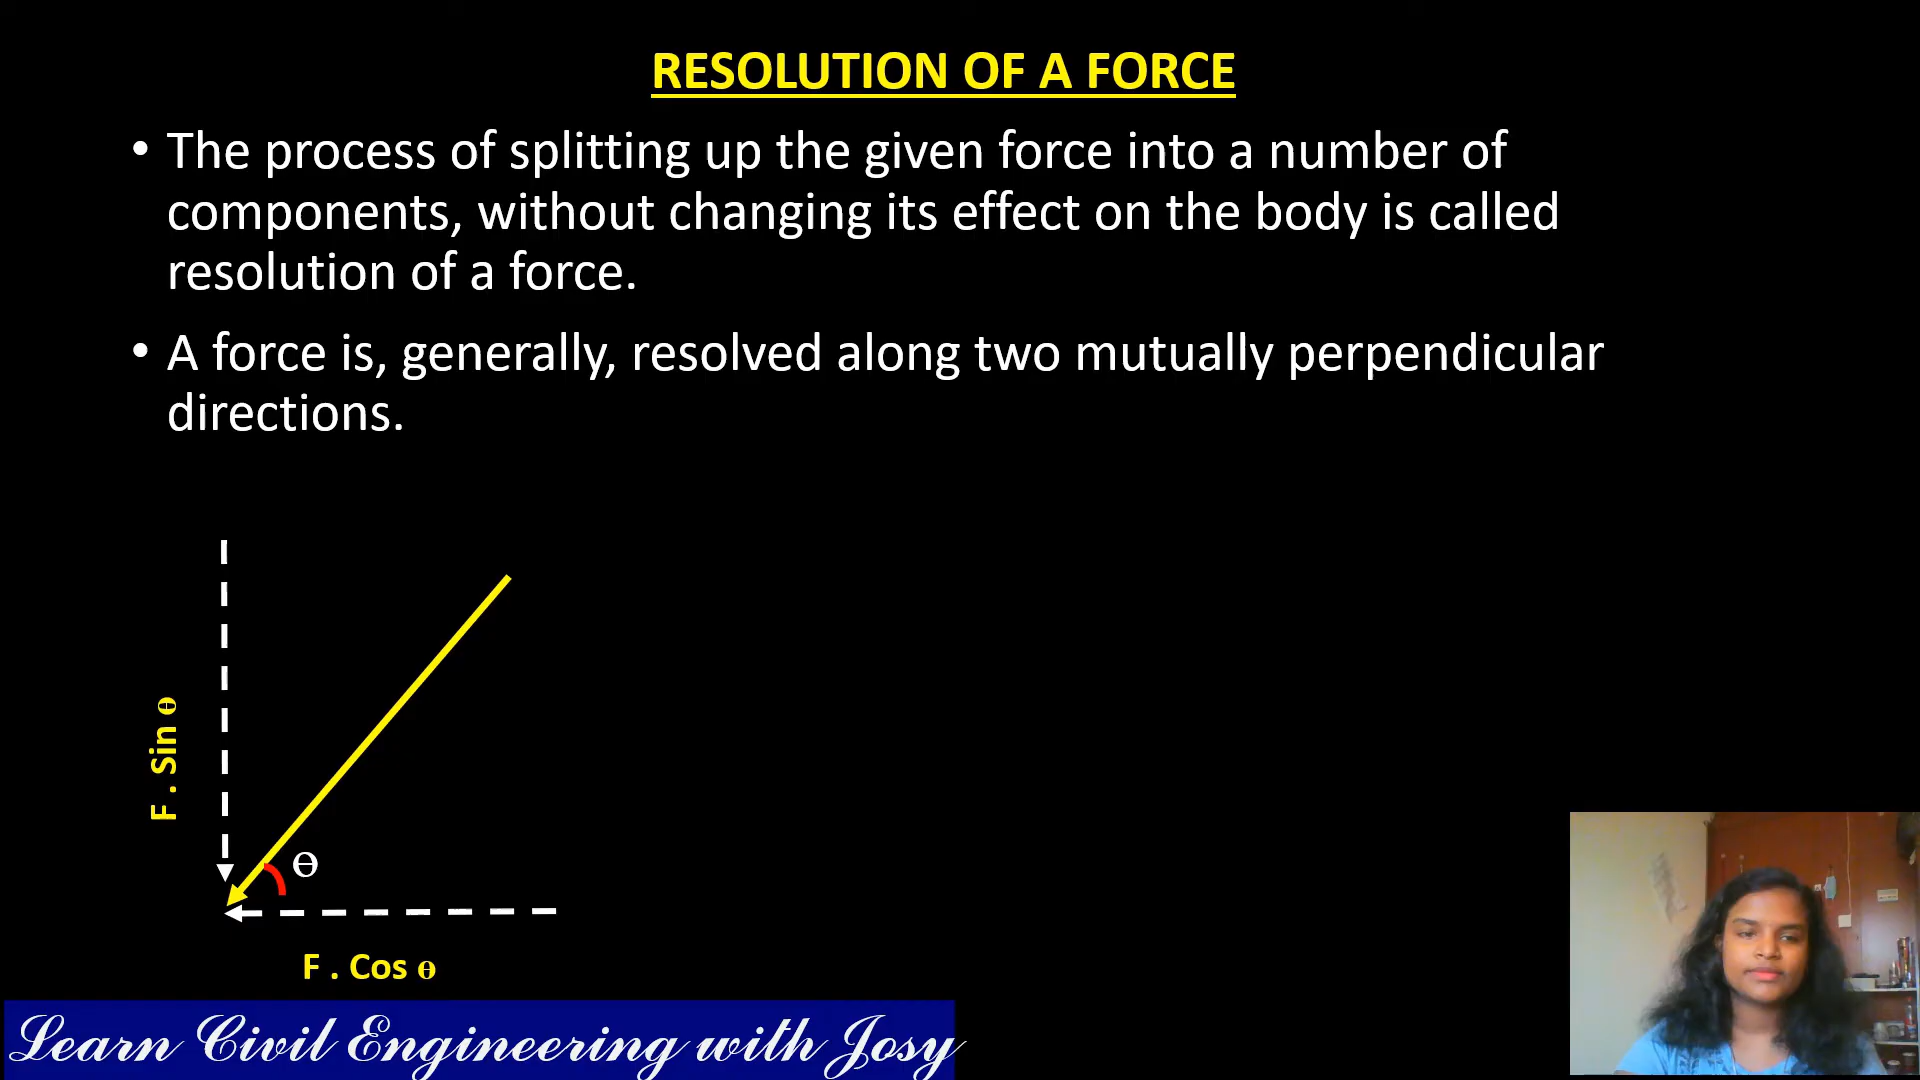 RESOLUTION OF A FORCE
• The process of splitting up the given force into a number of
components, without changing its effect on the body is called
resolution of a force.
• A force is, generally, resolved along two mutually perpendicular
directions.
F . Sin ɵ
ɵ
F . Cos ɵ
Learn Civil Engineering with Josy